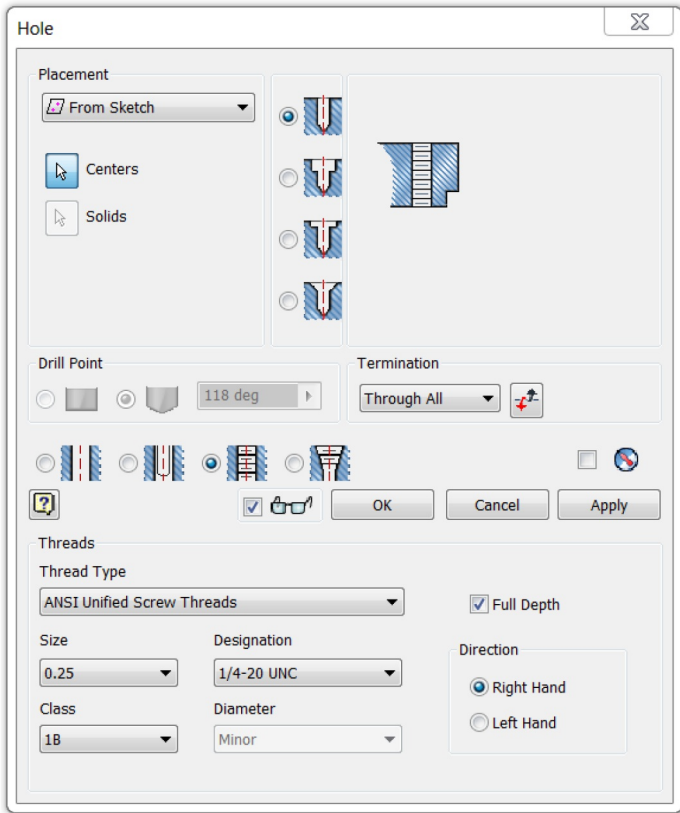 Hole
Placement
From Sketch
Centers
Solids
Drill Point
118 deg
Termination
Through All
OK
Cancel
Apply
Threads
Thread Type
ANSI Unified Screw Threads
Full Depth
Size
Designation
0.25
1/4-20 UNC
Direction
Right Hand
Class
Diameter
Left Hand
1B
Minor